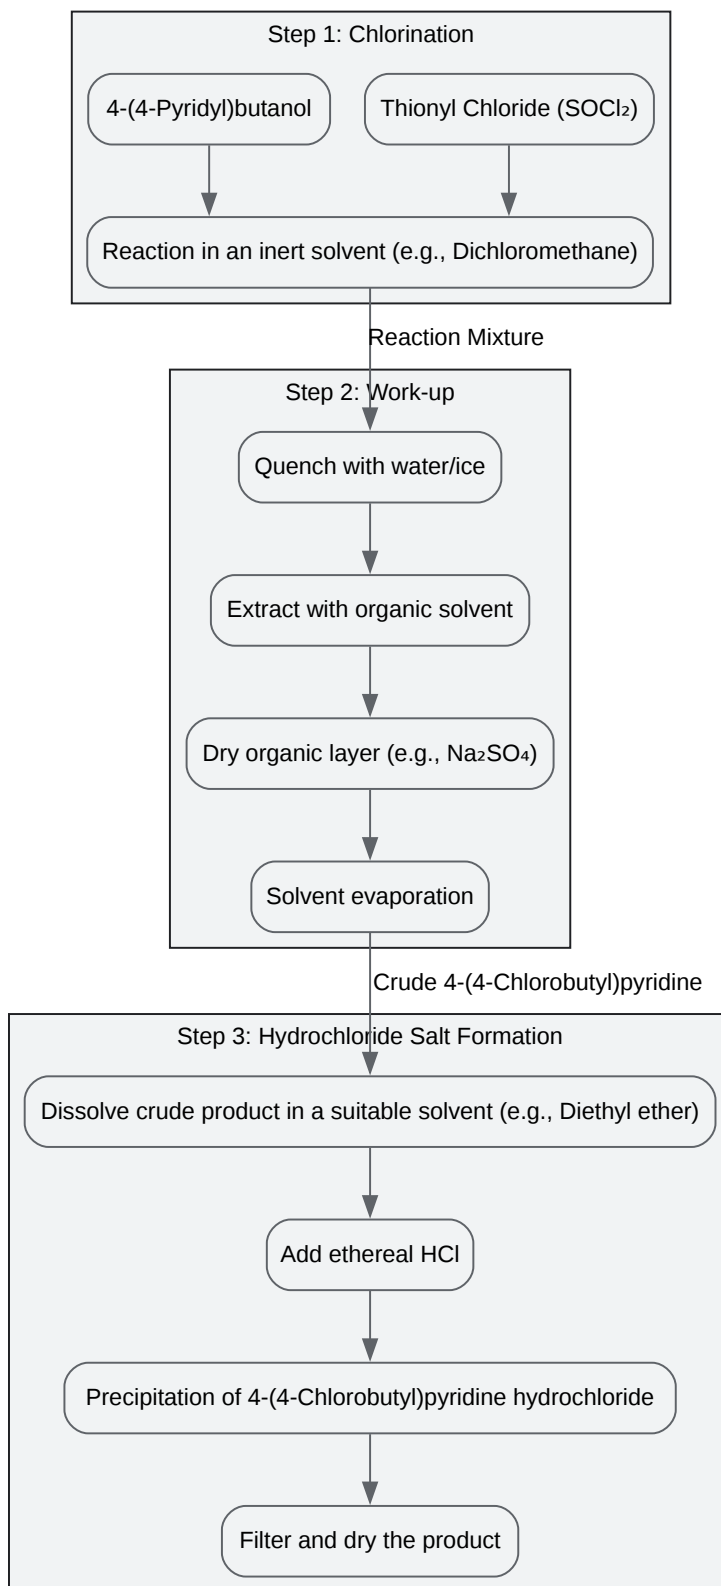 Step 1: Chlorination
4-(4-Pyridyl)butanol
Thionyl Chloride (SOCl₂)
Reaction in an inert solvent (e.g., Dichloromethane)
Reaction Mixture
Step 2: Work-up
Quench with water/ice
Extract with organic solvent
Dry organic layer (e.g., Na₂SO₄)
Solvent evaporation
Crude 4-(4-Chlorobutyl)pyridine
Step 3: Hydrochloride Salt Formation
Dissolve crude product in a suitable solvent (e.g., Diethyl ether)
Add ethereal HCl
Precipitation of 4-(4-Chlorobutyl)pyridine hydrochloride
Filter and dry the product